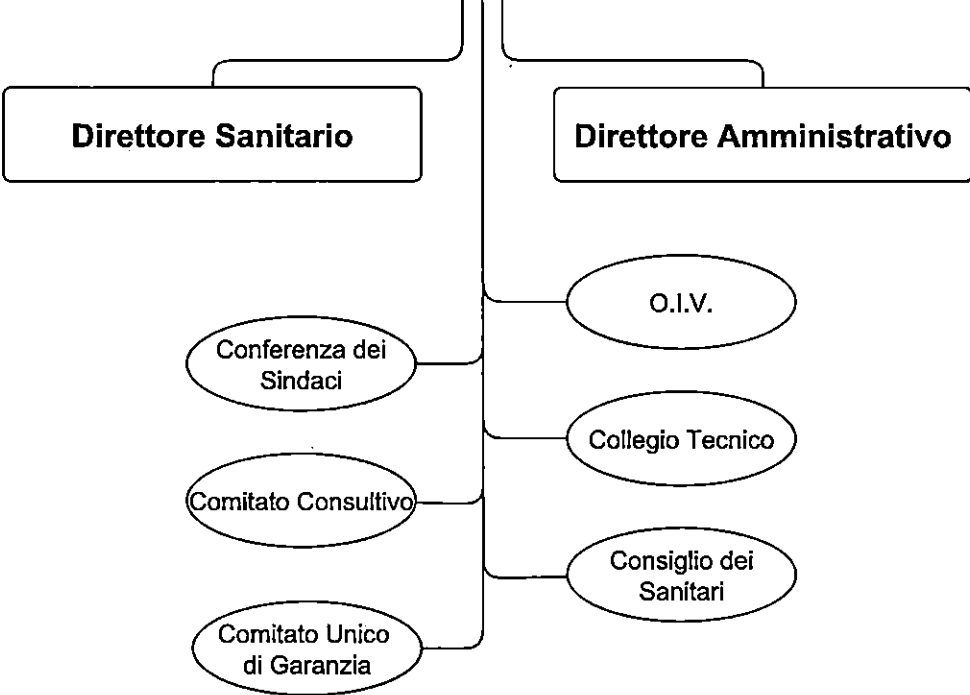 Direttore Sanitario
Direttore Amministrativo
O.I.V.
Conferenza dei
Sindaci
Collegio Tecnico
Comitato Consultivo
Consiglio dei
Sanitari
Comitato Unico
di Garanzia